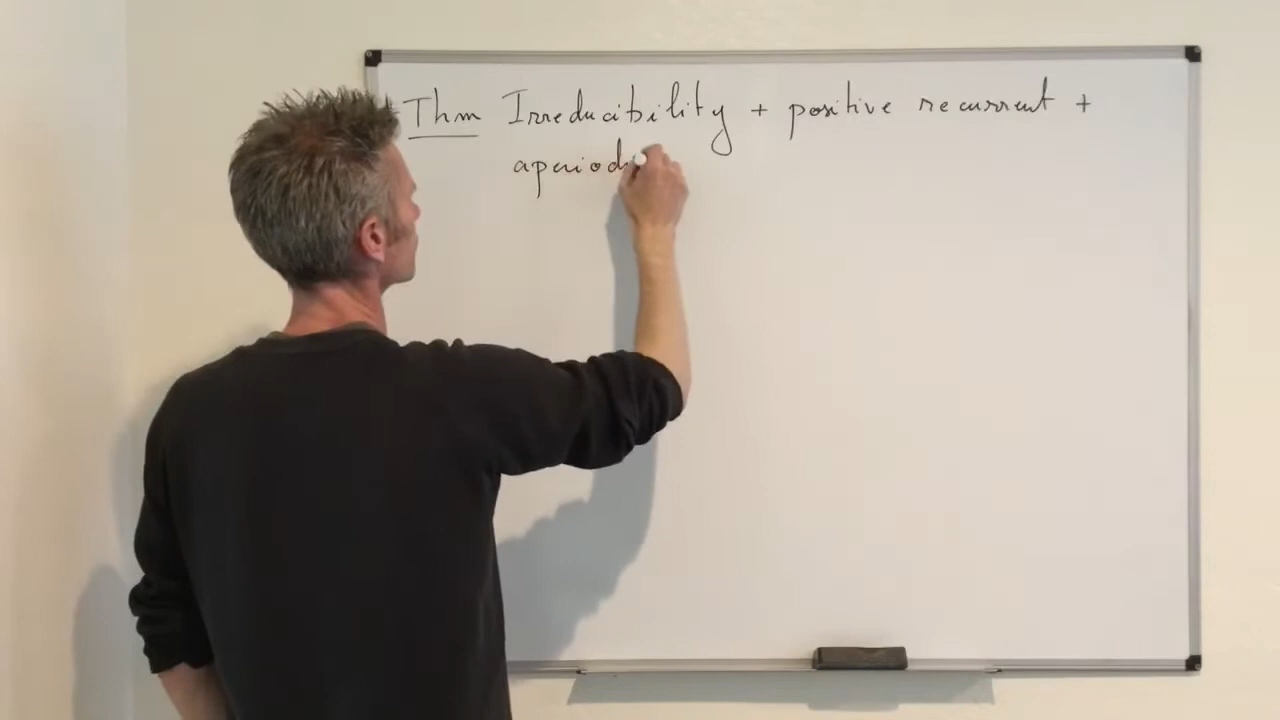 Thm Irreducibility + positive recurrent +
aperiod